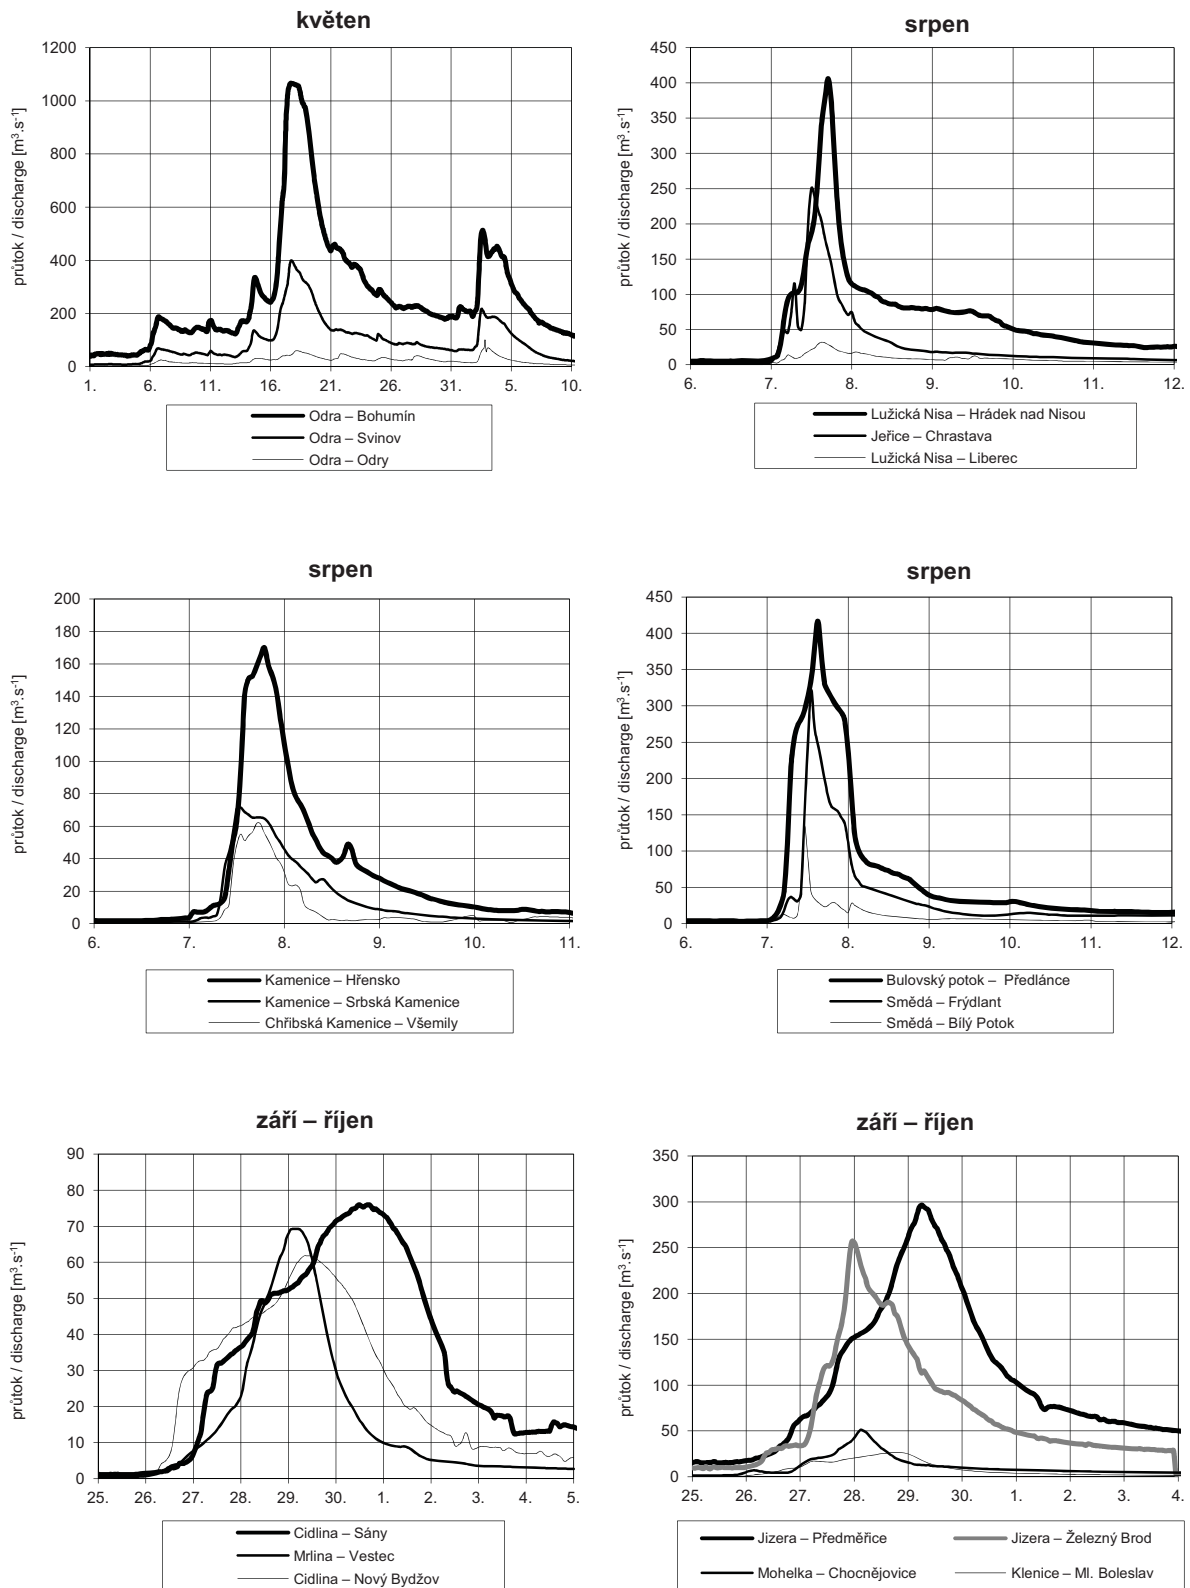 květen
průtok / discharge [m³.s⁻¹]
1200
1000
800
600
400
200
0
1. 6. 11. 16. 21. 26. 31. 5. 10.
Odra – Bohumín
Odra – Svinov
Odra – Odry
srpen
průtok / discharge [m³.s⁻¹]
450
400
350
300
250
200
150
100
50
0
6. 7. 8. 9. 10. 11. 12.
Lužická Nisa – Hrádek nad Nisou
Jeřice – Chrastava
Lužická Nisa – Liberec
srpen
průtok / discharge [m³.s⁻¹]
200
180
160
140
120
100
80
60
40
20
0
6. 7. 8. 9. 10. 11.
Kamenice – Hřensko
Kamenice – Srbská Kamenice
Chřibská Kamenice – Všemily
srpen
průtok / discharge [m³.s⁻¹]
450
400
350
300
250
200
150
100
50
0
6. 7. 8. 9. 10. 11. 12.
Bulovský potok – Předlánce
Smědá – Frýdlant
Smědá – Bílý Potok
září – říjen
průtok / discharge [m³.s⁻¹]
90
80
70
60
50
40
30
20
10
0
25. 26. 27. 28. 29. 30. 1. 2. 3. 4. 5.
Cidlina – Sány
Mrlina – Vestec
Cidlina – Nový Bydžov
září – říjen
průtok / discharge [m³.s⁻¹]
350
300
250
200
150
100
50
0
25. 26. 27. 28. 29. 30. 1. 2. 3. 4.
Jizera – Předměřice Jizera – Železný Brod
Mohelka – Chocnějovice Klenice – Ml. Boleslav